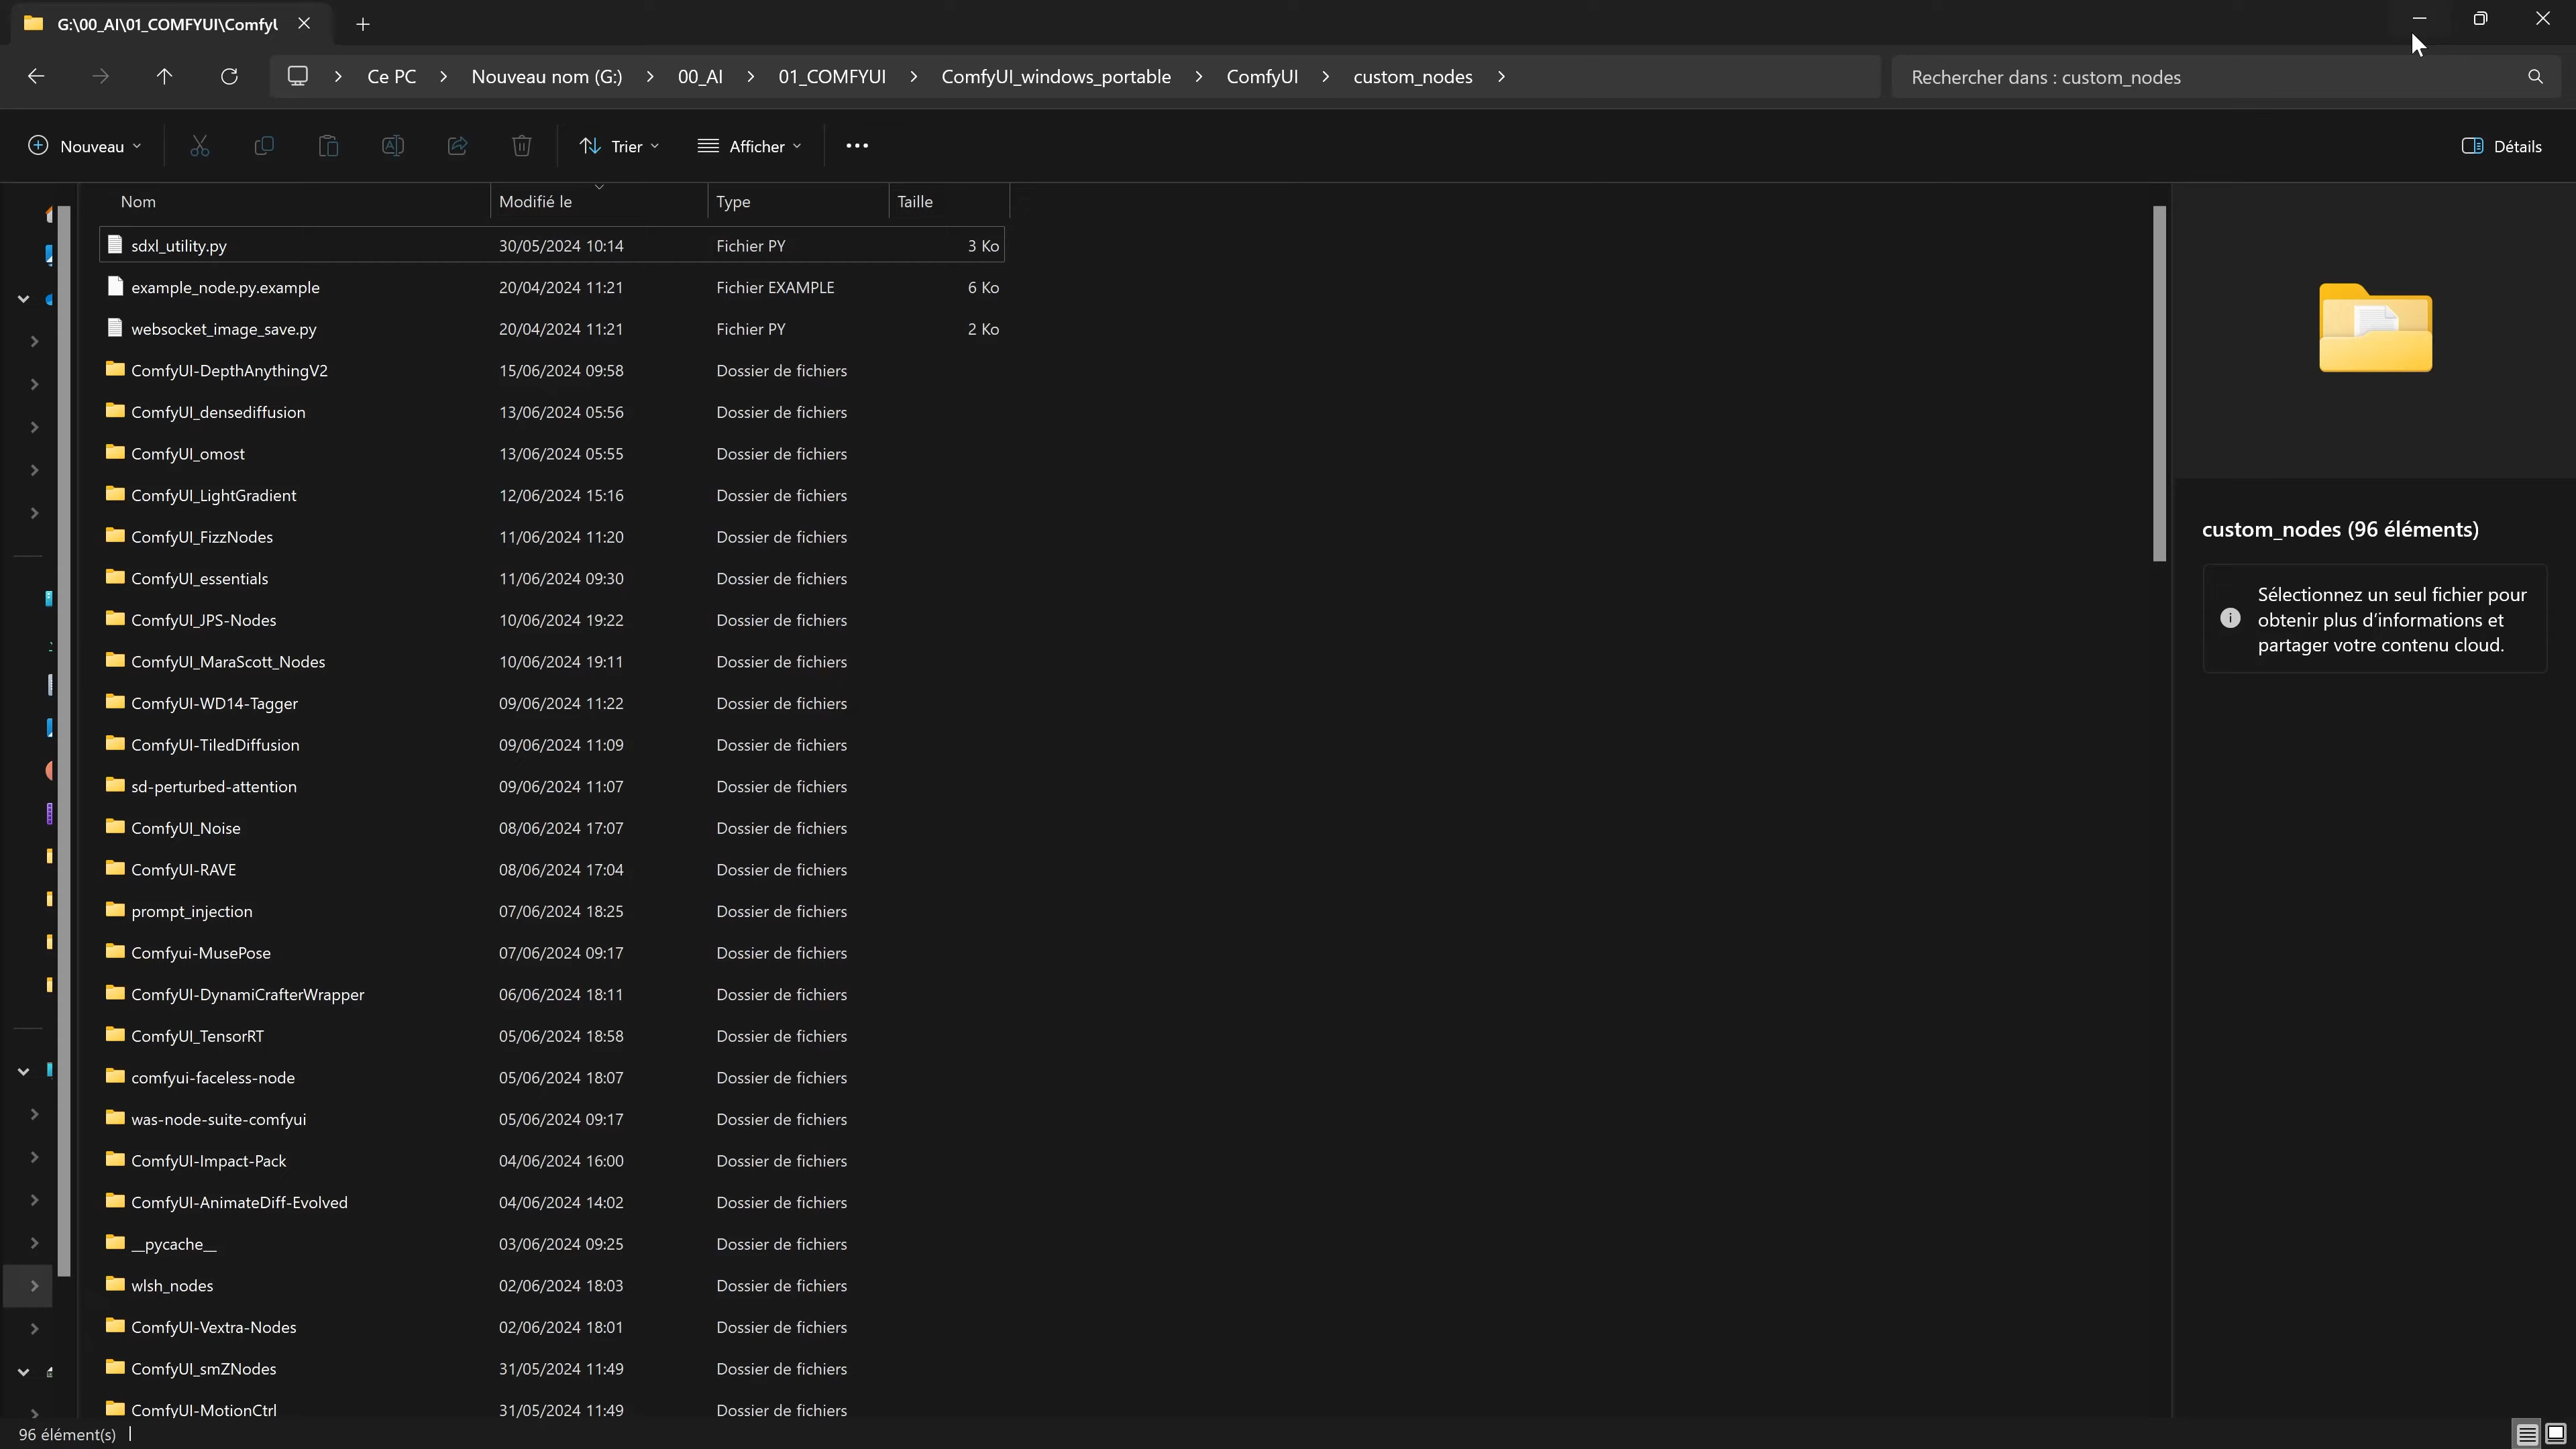 G:\00_AI\01_COMFYUI\ComfyU
Ce PC > Nouveau nom (G:) > 00_AI > 01_COMFYUI > ComfyUI_windows_portable > ComfyUI > custom_nodes >
Rechercher dans : custom_nodes
Nouveau Trier Afficher Détails
Nom Modifié le Type Taille
sdxl_utility.py 30/05/2024 10:14 Fichier PY 3 Ko
example_node.py.example 20/04/2024 11:21 Fichier EXAMPLE 6 Ko
websocket_image_save.py 20/04/2024 11:21 Fichier PY 2 Ko
ComfyUI-DepthAnythingV2 15/06/2024 09:58 Dossier de fichiers
ComfyUI_densediffusion 13/06/2024 05:56 Dossier de fichiers
ComfyUI_omost 13/06/2024 05:55 Dossier de fichiers
ComfyUI_LightGradient 12/06/2024 15:16 Dossier de fichiers
ComfyUI_FizzNodes 11/06/2024 11:20 Dossier de fichiers
ComfyUI_essentials 11/06/2024 09:30 Dossier de fichiers
ComfyUI_JPS-Nodes 10/06/2024 19:22 Dossier de fichiers
ComfyUI_MaraScott_Nodes 10/06/2024 19:11 Dossier de fichiers
ComfyUI-WD14-Tagger 09/06/2024 11:22 Dossier de fichiers
ComfyUI-TiledDiffusion 09/06/2024 11:09 Dossier de fichiers
sd-perturbed-attention 09/06/2024 11:07 Dossier de fichiers
ComfyUI_Noise 08/06/2024 17:07 Dossier de fichiers
ComfyUI-RAVE 08/06/2024 17:04 Dossier de fichiers
prompt_injection 07/06/2024 18:25 Dossier de fichiers
Comfyui-MusePose 07/06/2024 09:17 Dossier de fichiers
ComfyUI-DynamiCrafterWrapper 06/06/2024 18:11 Dossier de fichiers
ComfyUI_TensorRT 05/06/2024 18:58 Dossier de fichiers
comfyui-faceless-node 05/06/2024 18:07 Dossier de fichiers
was-node-suite-comfyui 05/06/2024 09:17 Dossier de fichiers
ComfyUI-Impact-Pack 04/06/2024 16:00 Dossier de fichiers
ComfyUI-AnimateDiff-Evolved 04/06/2024 14:02 Dossier de fichiers
__pycache__ 03/06/2024 09:25 Dossier de fichiers
wlsh_nodes 02/06/2024 18:03 Dossier de fichiers
ComfyUI-Vextra-Nodes 02/06/2024 18:01 Dossier de fichiers
ComfyUI_smZNodes 31/05/2024 11:49 Dossier de fichiers
ComfyUI-MotionCtrl 31/05/2024 11:49 Dossier de fichiers
custom_nodes (96 éléments)
Sélectionnez un seul fichier pour
obtenir plus d'informations et
partager votre contenu cloud.
96 élément(s)